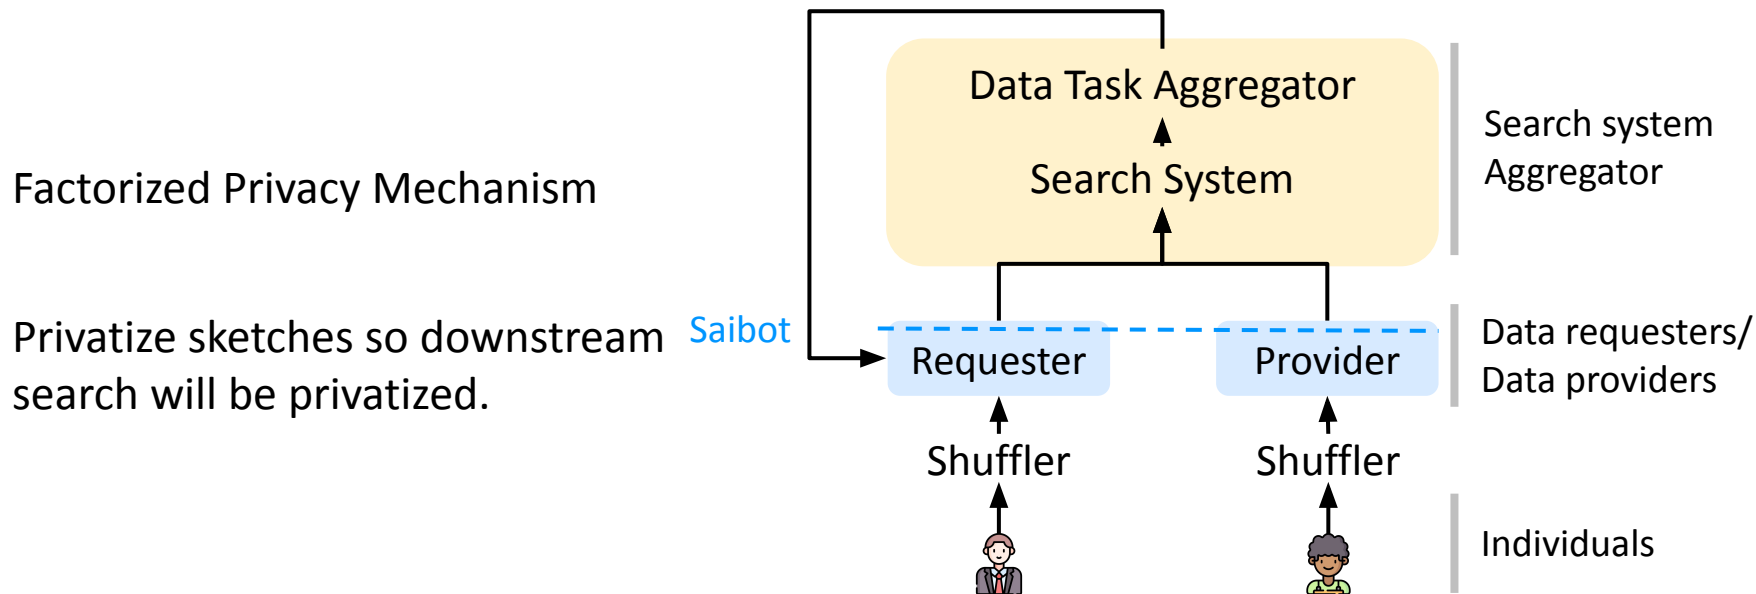 Factorized Privacy Mechanism
Privatize sketches so downstream
search will be privatized.
Saibot
Data Task Aggregator
Search System
Requester
Provider
Shuffler
Shuffler
Search system
Aggregator
Data requesters/
Data providers
Individuals